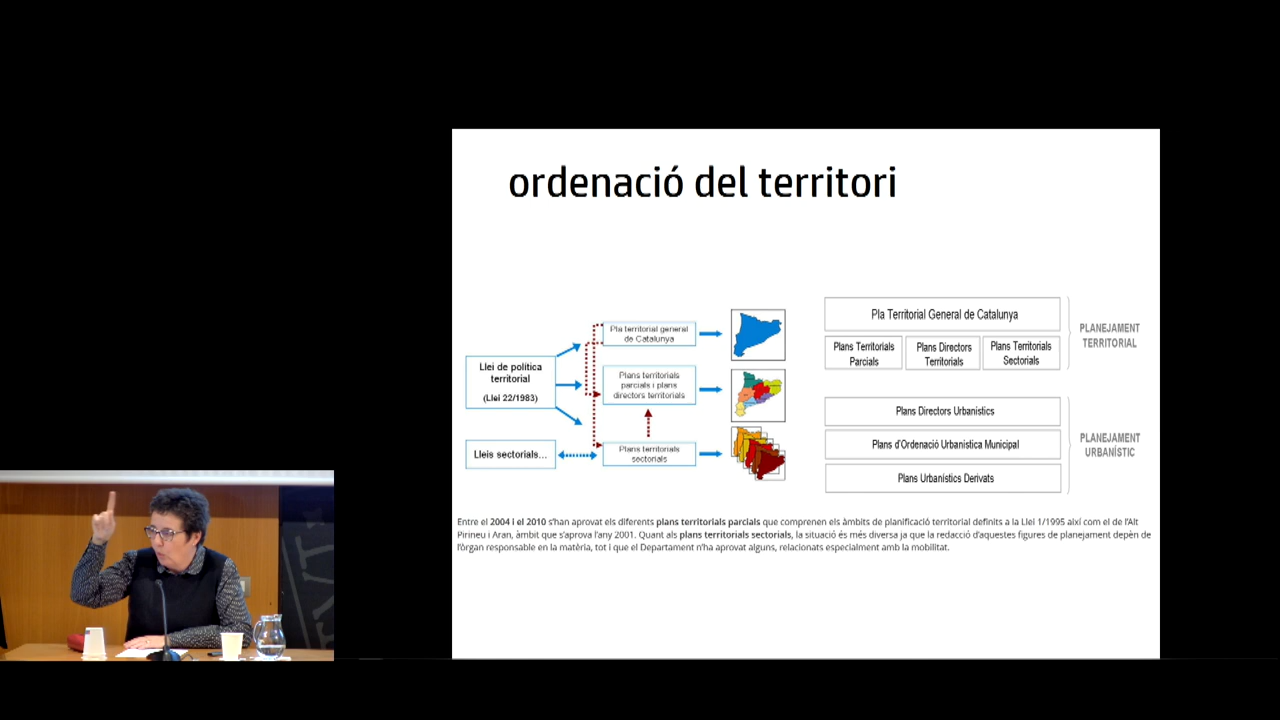 ordenació del territori
Llei de política
territorial
(Llei 22/1983)
Lleis sectorials...
Pla territorial general
de Catalunya
Plans territorials
parcials i plans
directors territorials
Plans territorials
sectorials
Pla Territorial General de Catalunya
Plans Territorials
Parcials
Plans Directors
Territorials
Plans Territorials
Sectorials
PLANEJAMENT
TERRITORIAL
Plans Directors Urbanístics
Plans d'Ordenació Urbanística Municipal
Plans Urbanístics Derivats
PLANEJAMENT
URBANÍSTIC
Entre el 2004 i el 2010 s'han aprovat els diferents plans territorials parcials que comprenen els àmbits de planificació territorial definits a la Llei 1/1995 així com el de l'Alt
Pirineu i Aran, àmbit que s'aprova l'any 2001. Quant als plans territorials sectorials, la situació és més diversa ja que la redacció d'aquestes figures de planejament depèn de
l'òrgan responsable en la matèria, tot i que el Departament n'ha aprovat alguns, relacionats especialment amb la mobilitat.